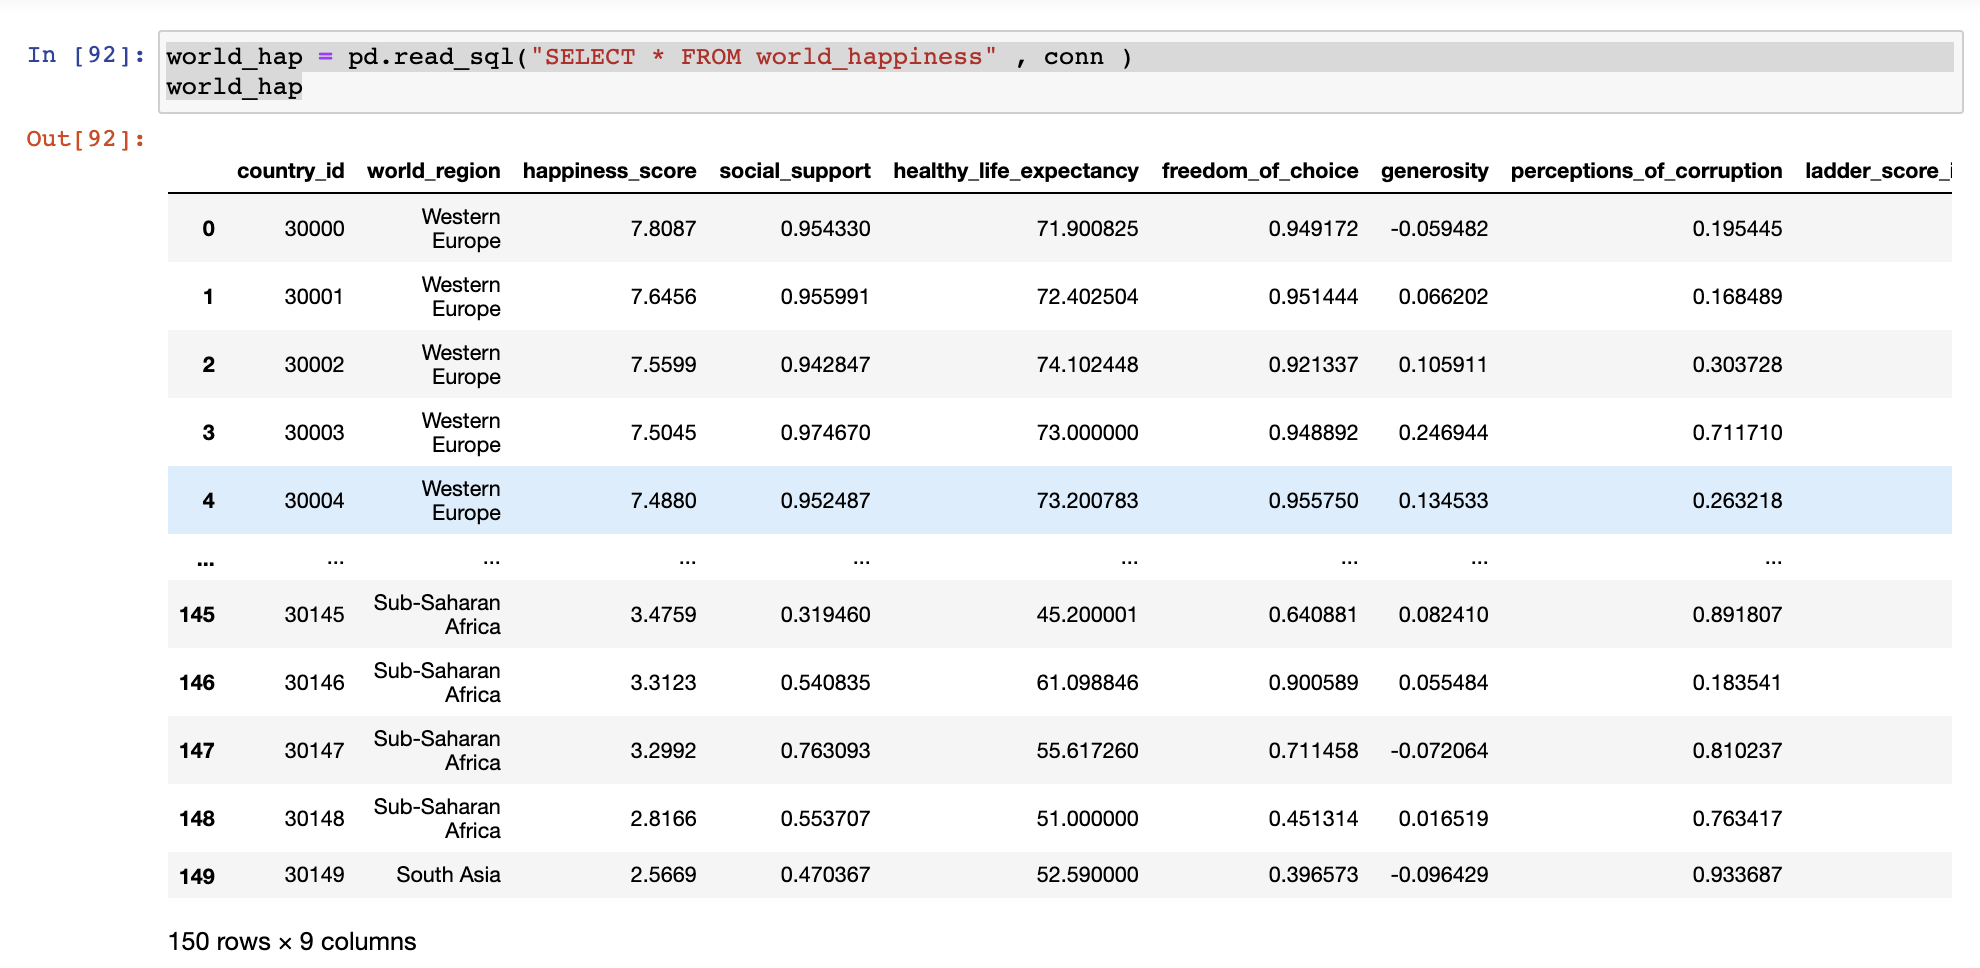 In [92]: world_hap = pd.read_sql("SELECT * FROM world_happiness" , conn )
world_hap
Out[92]:
country_id world_region happiness_score social_support healthy_life_expectancy freedom_of_choice generosity perceptions_of_corruption ladder_score_i
0 30000 Western Europe 7.8087 0.954330 71.900825 0.949172 -0.059482 0.195445
1 30001 Western Europe 7.6456 0.955991 72.402504 0.951444 0.066202 0.168489
2 30002 Western Europe 7.5599 0.942847 74.102448 0.921337 0.105911 0.303728
3 30003 Western Europe 7.5045 0.974670 73.000000 0.948892 0.246944 0.711710
4 30004 Western Europe 7.4880 0.952487 73.200783 0.955750 0.134533 0.263218
... ... ... ... ... ... ... ... ...
145 30145 Sub-Saharan Africa 3.4759 0.319460 45.200001 0.640881 0.082410 0.891807
146 30146 Sub-Saharan Africa 3.3123 0.540835 61.098846 0.900589 0.055484 0.183541
147 30147 Sub-Saharan Africa 3.2992 0.763093 55.617260 0.711458 -0.072064 0.810237
148 30148 Sub-Saharan Africa 2.8166 0.553707 51.000000 0.451314 0.016519 0.763417
149 30149 South Asia 2.5669 0.470367 52.590000 0.396573 -0.096429 0.933687
150 rows × 9 columns